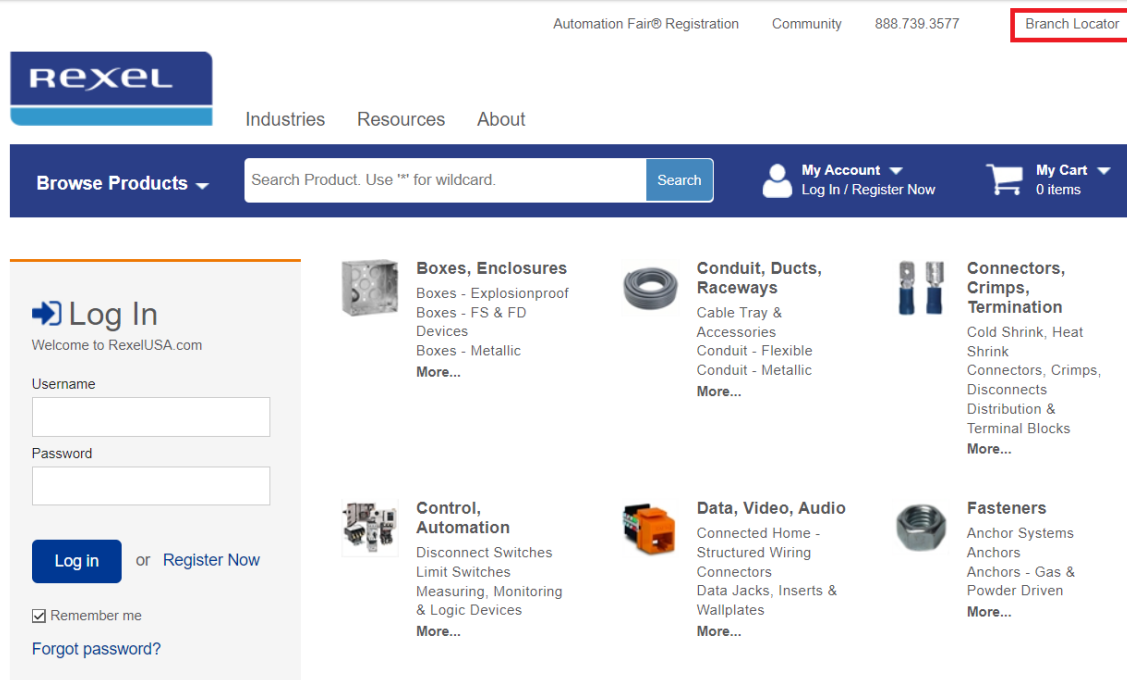 Automation Fair® Registration
Community
888.739.3577
Branch Locator
REXEL
Industries
Resources
About
Browse Products
Search Product. Use '*' for wildcard.
Search
My Account
Log In / Register Now
My Cart
0 items
Log In
Welcome to RexelUSA.com
Username
Password
Log in
or
Register Now
Remember me
Forgot password?
Boxes, Enclosures
Boxes - Explosionproof
Boxes - FS & FD
Devices
Boxes - Metallic
More...
Conduit, Ducts,
Raceways
Cable Tray &
Accessories
Conduit - Flexible
Conduit - Metallic
More...
Connectors,
Crimps,
Termination
Cold Shrink, Heat
Shrink
Connectors, Crimps,
Disconnects
Distribution &
Terminal Blocks
More...
Control,
Automation
Disconnect Switches
Limit Switches
Measuring, Monitoring
& Logic Devices
More...
Data, Video, Audio
Connected Home -
Structured Wiring
Connectors
Data Jacks, Inserts &
Wallplates
More...
Fasteners
Anchor Systems
Anchors
Anchors - Gas &
Powder Driven
More...